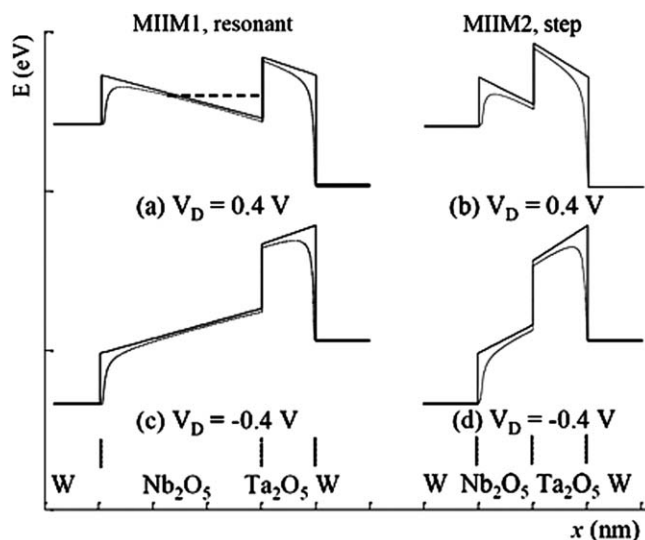 MIIM1, resonant MIIM2, step
E (eV)
(a) V_D = 0.4 V (b) V_D = 0.4 V
(c) V_D = -0.4 V (d) V_D = -0.4 V
W Nb₂O₅ Ta₂O₅ W W Nb₂O₅ Ta₂O₅ W
x (nm)